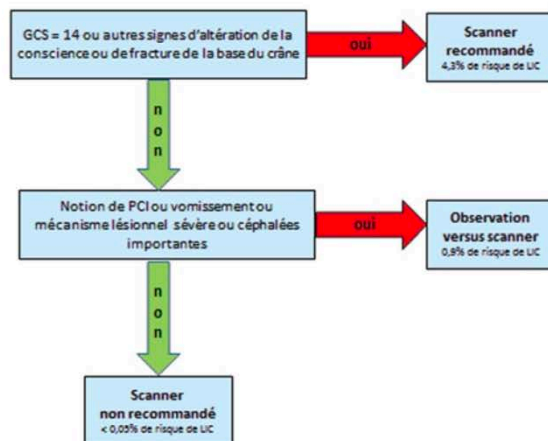 GCS = 14 ou autres signes d'altération de la
conscience ou de fracture de la base du crâne
oui
Scanner
recommandé
4,3% de risque de LIC
n
o
n
Notion de PCI ou vomissement ou
mécanisme lésionnel sévère ou céphalées
importantes
oui
Observation
versus scanner
0,9% de risque de LIC
n
o
n
Scanner
non recommandé
< 0,05% de risque de LIC